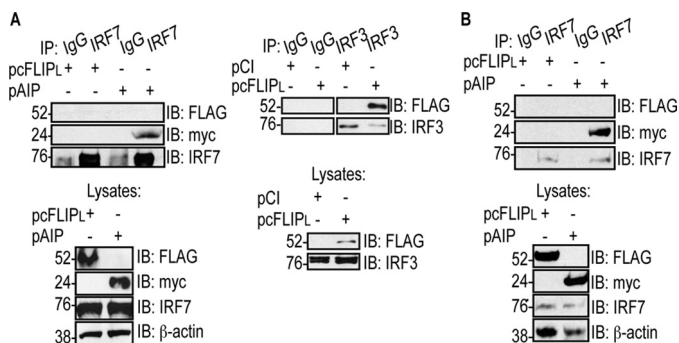 A
IP: IgG IRF7 IgG IRF7
pcFLIPL + + - -
pAIP - - + +
52- IB: FLAG
24- IB: myc
76- IB: IRF7
Lysates:
pcFLIPL + -
pAIP - +
52- IB: FLAG
24- IB: myc
76- IB: IRF7
38- IB: β-actin
IP: IgG IgG IRF3 IRF3
pCI + - + -
pcFLIPL - + - +
52- IB: FLAG
76- IB: IRF3
Lysates:
pCI + -
pcFLIPL - +
52- IB: FLAG
76- IB: IRF3
B
IP: IgG IRF7 IgG IRF7
pcFLIPL + + - -
pAIP - - + +
52- IB: FLAG
24- IB: myc
76- IB: IRF7
Lysates:
pcFLIPL + -
pAIP - +
52- IB: FLAG
24- IB: myc
76- IB: IRF7
38- IB: β-actin